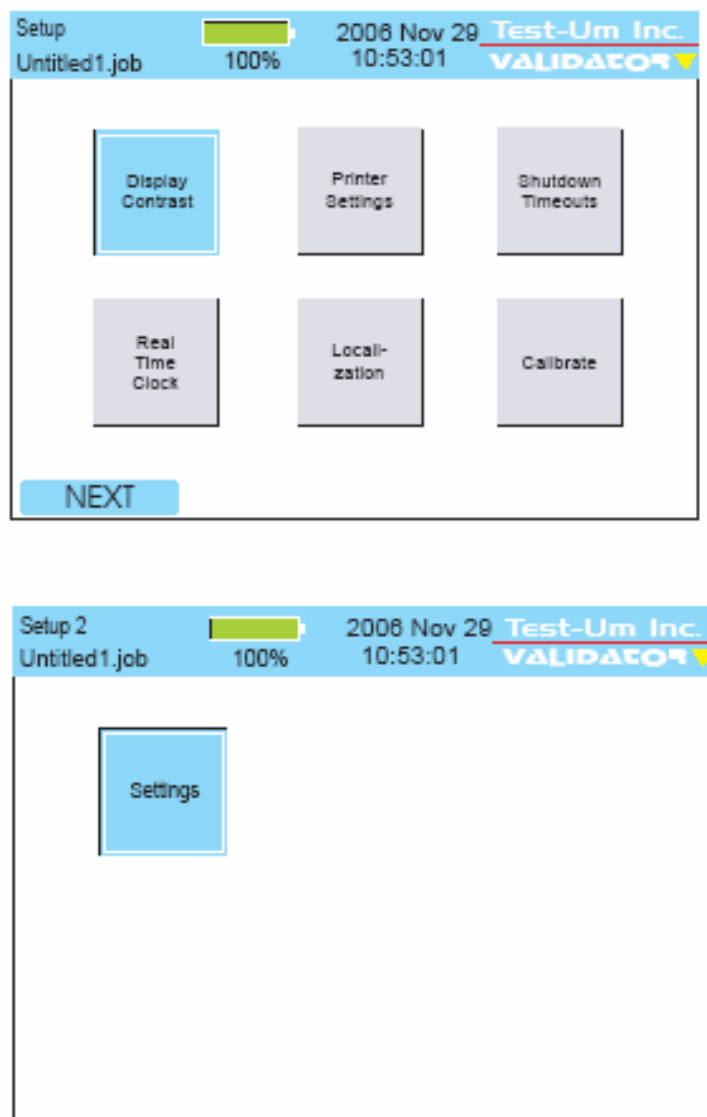 Setup
Untitled1.job
100%
2006 Nov 29
10:53:01
Test-Um Inc.
VALIDATOR
Display
Contrast
Printer
Settings
Shutdown
Timeouts
Real
Time
Clock
Locali-
zation
Calibrate
NEXT
Setup 2
Untitled1.job
100%
2006 Nov 29
10:53:01
Test-Um Inc.
VALIDATOR
Settings